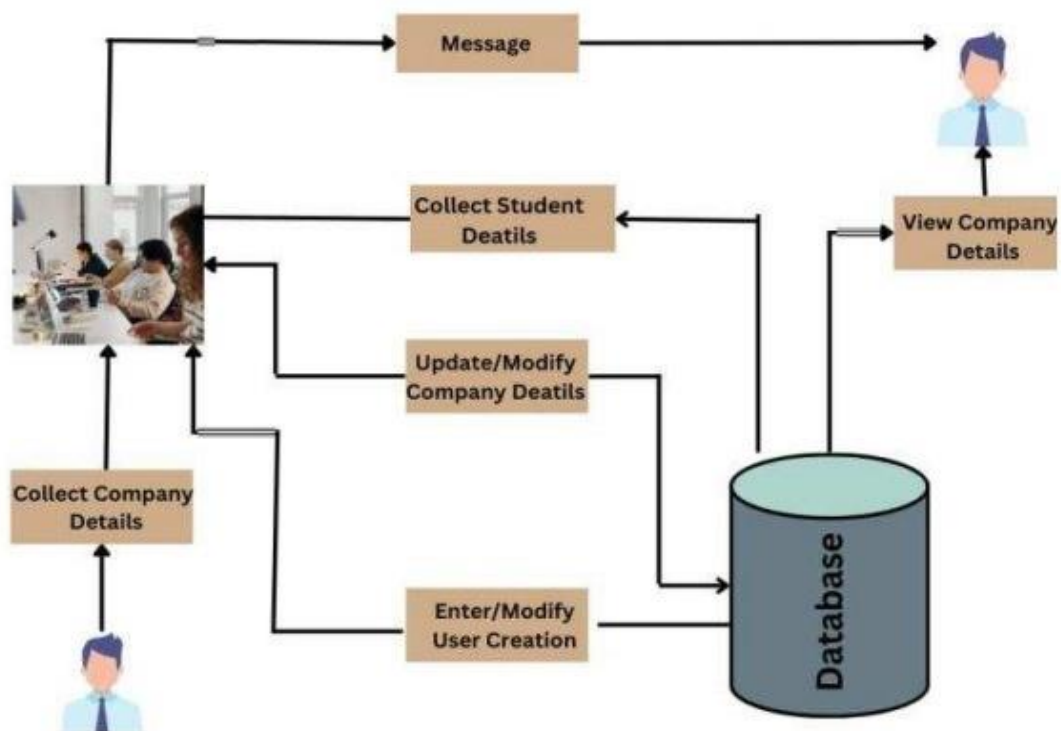 Message
Collect Student
Deatils
View Company
Details
Update/Modify
Company Deatils
Collect Company
Details
Enter/Modify
User Creation
Database